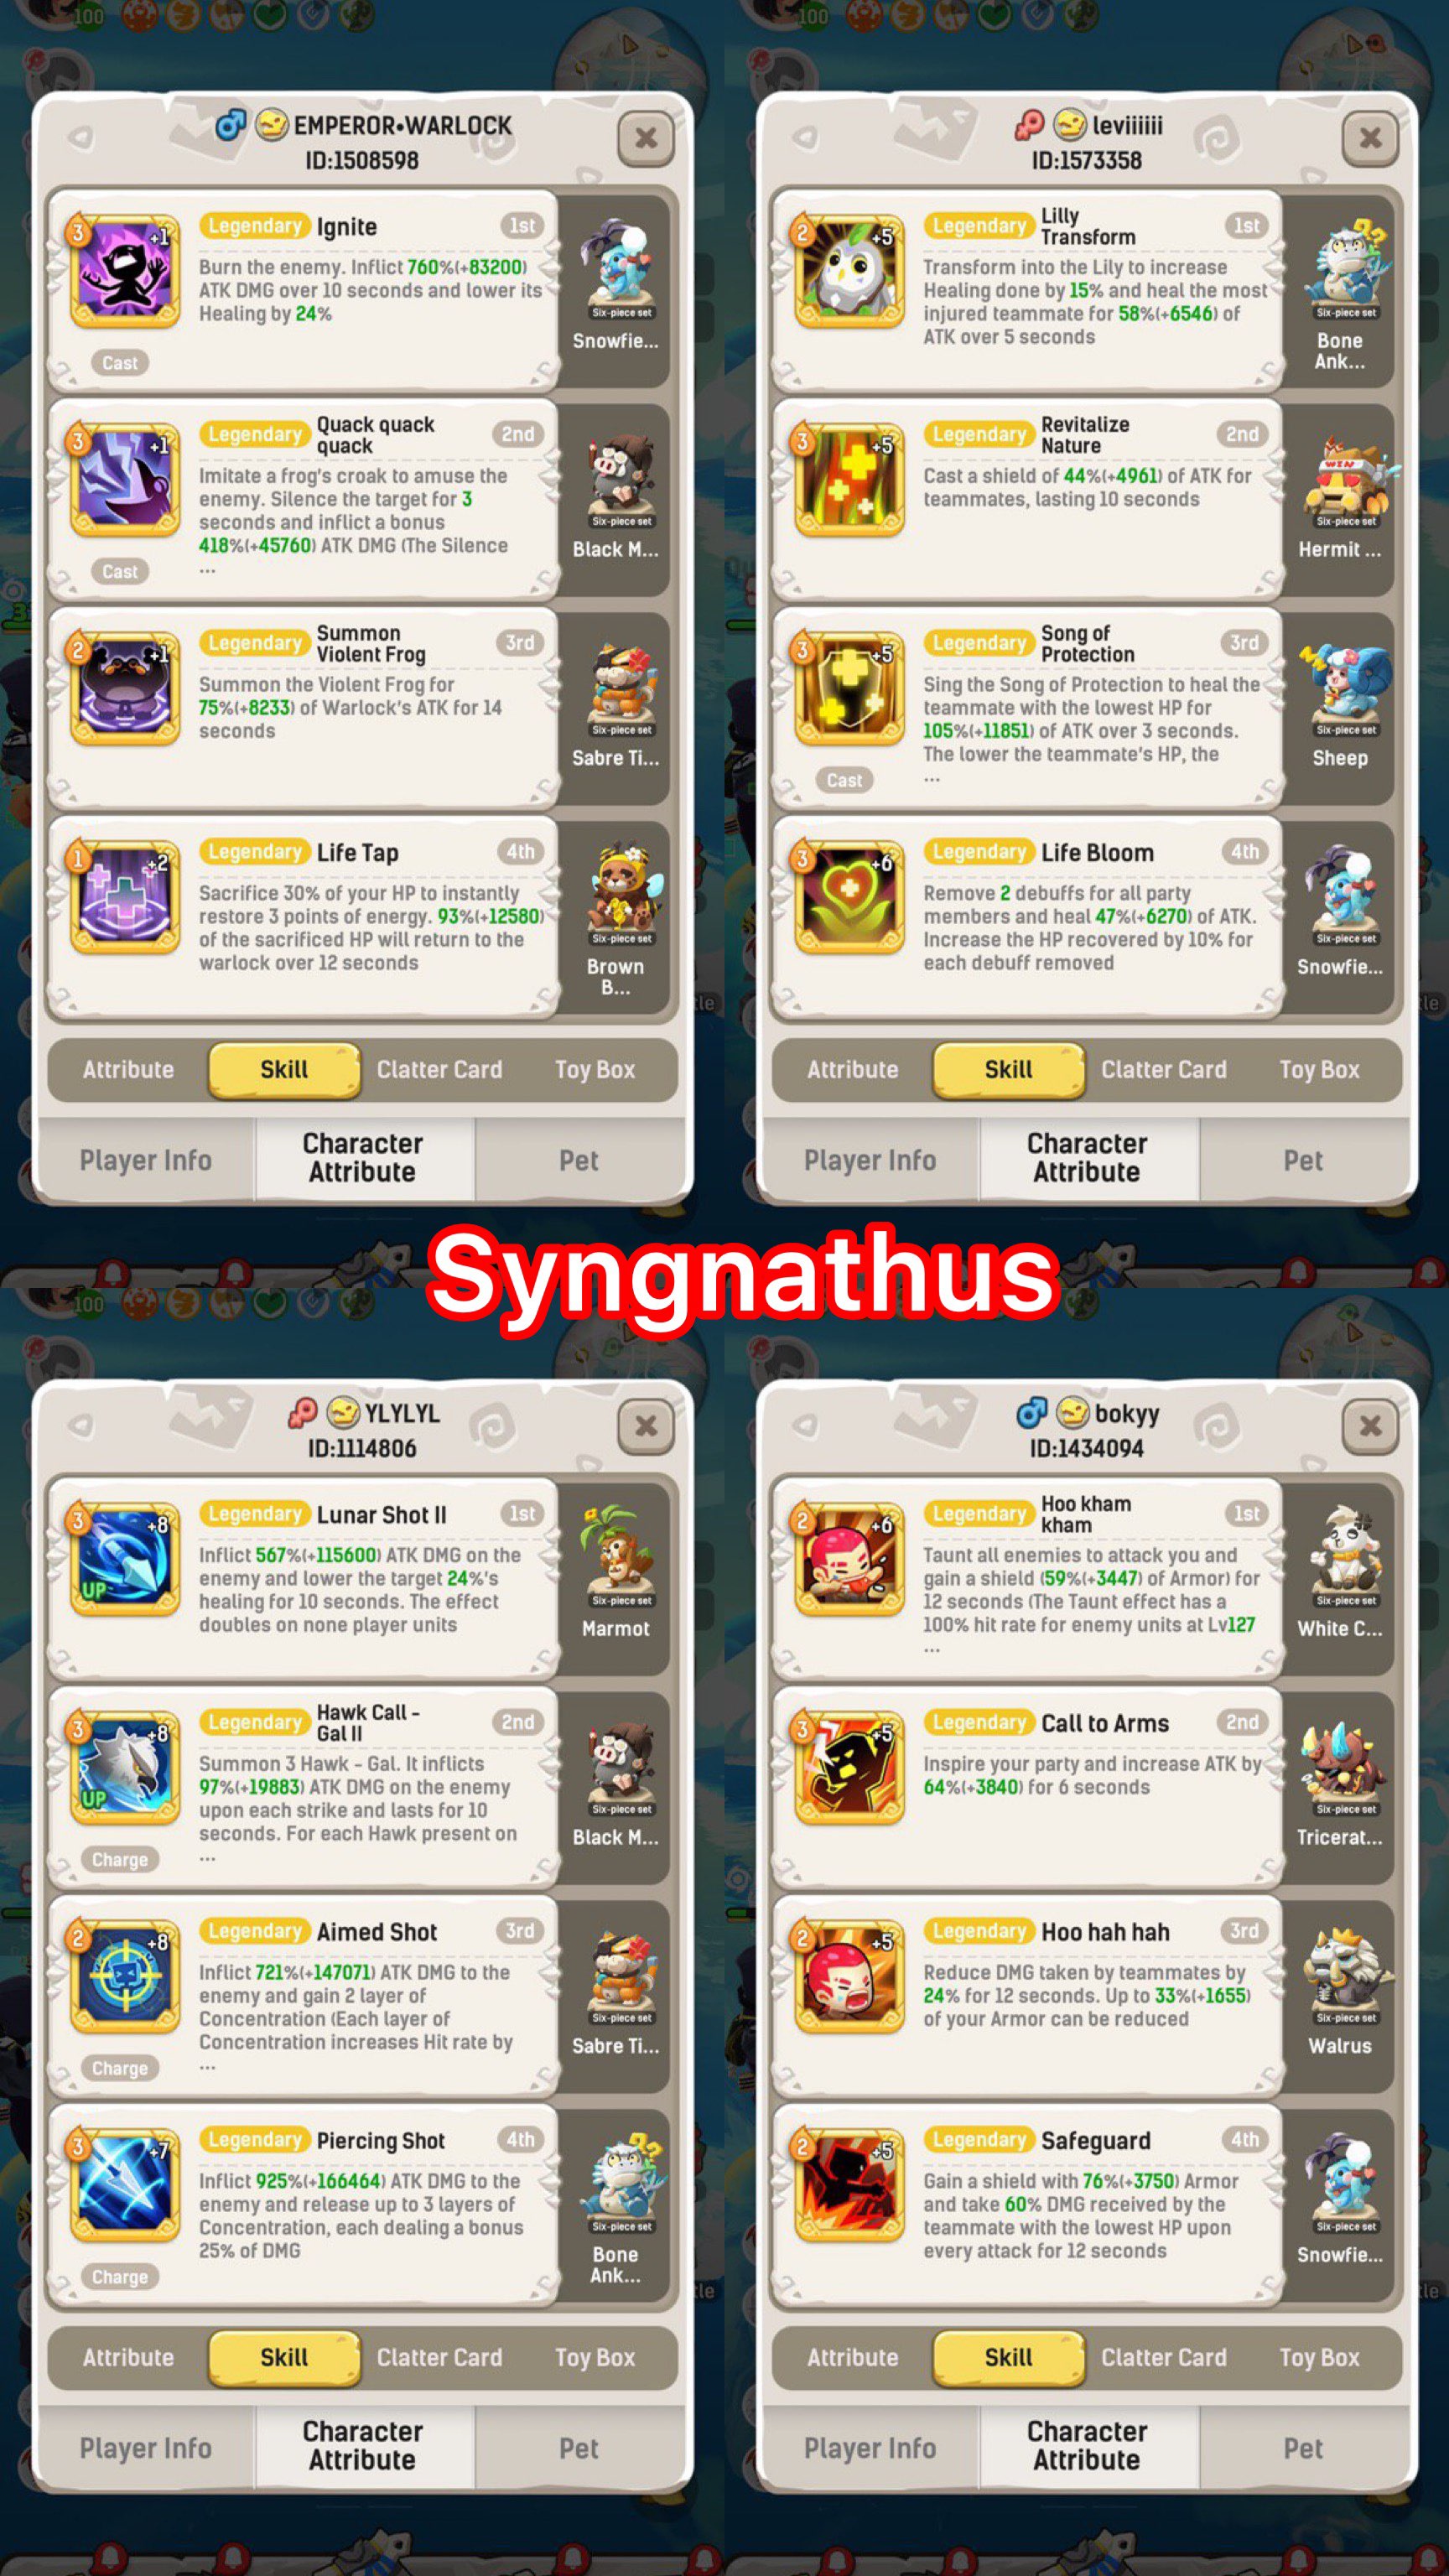 100
EMPEROR•WARLOCK
ID:1508598
3
+1
Legendary Ignite 1st
Burn the enemy. Inflict 760%(+83200)
ATK DMG over 10 seconds and lower its
Healing by 24%
Cast
Six-piece set
Snowfie...
3
+1
Legendary Quack quack
quack 2nd
Imitate a frog's croak to amuse the
enemy. Silence the target for 3
seconds and inflict a bonus
418%(+45760) ATK DMG (The Silence
...
Cast
Six-piece set
Black M...
2
+1
Legendary Summon
Violent Frog 3rd
Summon the Violent Frog for
75%(+8233) of Warlock's ATK for 14
seconds
Six-piece set
Sabre Ti...
1
+2
Legendary Life Tap 4th
Sacrifice 30% of your HP to instantly
restore 3 points of energy. 93%(+12580)
of the sacrificed HP will return to the
warlock over 12 seconds
Six-piece set
Brown
B...
Attribute Skill Clatter Card Toy Box
Player Info Character
Attribute Pet
100
leviiiiii
ID:1573358
2
+5
Legendary Lilly
Transform 1st
Transform into the Lily to increase
Healing done by 15% and heal the most
injured teammate for 58%(+6546) of
ATK over 5 seconds
Six-piece set
Bone
Ank...
3
+5
Legendary Revitalize
Nature 2nd
Cast a shield of 44%(+4961) of ATK for
teammates, lasting 10 seconds
WIN
Six-piece set
Hermit ...
3
+5
Legendary Song of
Protection 3rd
Sing the Song of Protection to heal the
teammate with the lowest HP for
105%(+11851) of ATK over 3 seconds.
The lower the teammate's HP, the
...
Cast
Six-piece set
Sheep
3
+6
Legendary Life Bloom 4th
Remove 2 debuffs for all party
members and heal 47%(+6270) of ATK.
Increase the HP recovered by 10% for
each debuff removed
Six-piece set
Snowfie...
Attribute Skill Clatter Card Toy Box
Player Info Character
Attribute Pet
Syngnathus
100
YLYLYL
ID:1114806
3
+8
UP
Legendary Lunar Shot II 1st
Inflict 567%(+115600) ATK DMG on the
enemy and lower the target 24%'s
healing for 10 seconds. The effect
doubles on none player units
Six-piece set
Marmot
3
+8
UP
Legendary Hawk Call -
Gal II 2nd
Summon 3 Hawk - Gal. It inflicts
97%(+19883) ATK DMG on the enemy
upon each strike and lasts for 10
seconds. For each Hawk present on
...
Charge
Six-piece set
Black M...
2
+8
Legendary Aimed Shot 3rd
Inflict 721%(+147071) ATK DMG to the
enemy and gain 2 layer of
Concentration (Each layer of
Concentration increases Hit rate by
...
Charge
Six-piece set
Sabre Ti...
3
+7
Legendary Piercing Shot 4th
Inflict 925%(+166464) ATK DMG to the
enemy and release up to 3 layers of
Concentration, each dealing a bonus
25% of DMG
Charge
Six-piece set
Bone
Ank...
Attribute Skill Clatter Card Toy Box
Player Info Character
Attribute Pet
bokyy
ID:1434094
2
+6
Legendary Hoo kham
kham 1st
Taunt all enemies to attack you and
gain a shield (59%(+3447) of Armor) for
12 seconds (The Taunt effect has a
100% hit rate for enemy units at Lv127
...
Six-piece set
White C...
3
+5
Legendary Call to Arms 2nd
Inspire your party and increase ATK by
64%(+3840) for 6 seconds
Six-piece set
Tricerat...
2
+5
Legendary Hoo hah hah 3rd
Reduce DMG taken by teammates by
24% for 12 seconds. Up to 33%(+1655)
of your Armor can be reduced
Six-piece set
Walrus
2
+5
Legendary Safeguard 4th
Gain a shield with 76%(+3750) Armor
and take 60% DMG received by the
teammate with the lowest HP upon
every attack for 12 seconds
Six-piece set
Snowfie...
Attribute Skill Clatter Card Toy Box
Player Info Character
Attribute Pet